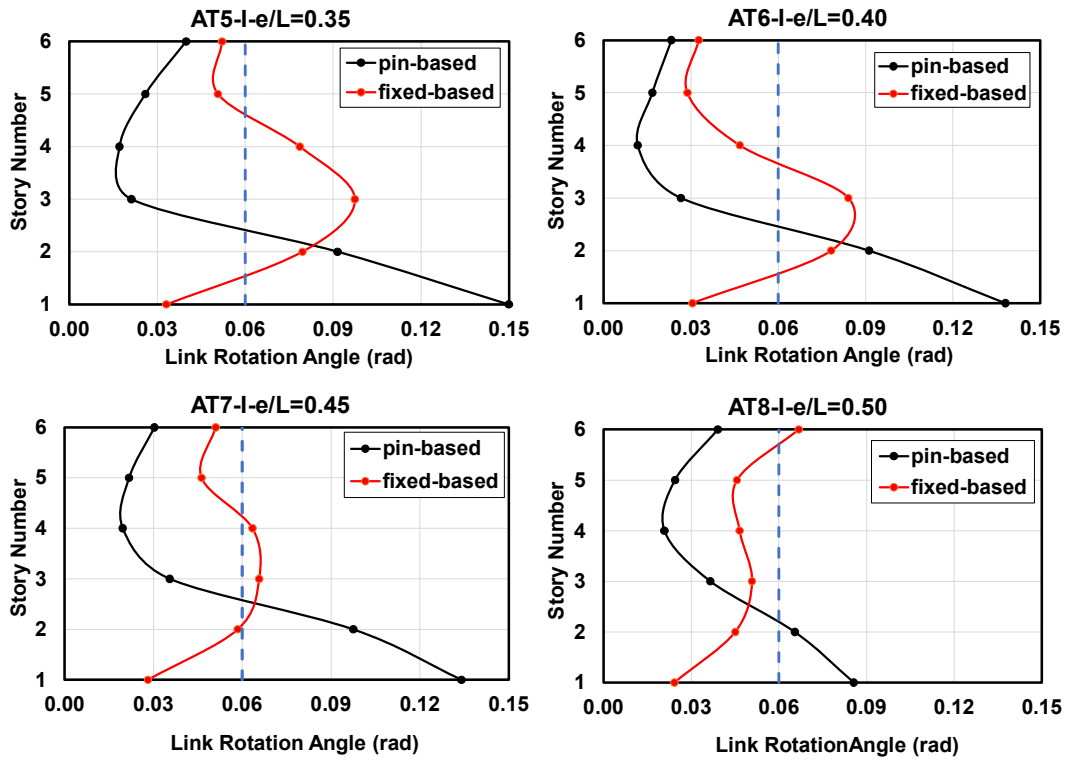 AT5-I-e/L=0.35
6
5
4
3
2
1
Story Number
pin-based
fixed-based
0.00 0.03 0.06 0.09 0.12 0.15
Link Rotation Angle (rad)
AT6-I-e/L=0.40
6
5
4
3
2
1
Story Number
pin-based
fixed-based
0.00 0.03 0.06 0.09 0.12 0.15
Link Rotation Angle (rad)
AT7-I-e/L=0.45
6
5
4
3
2
1
Story Number
pin-based
fixed-based
0.00 0.03 0.06 0.09 0.12 0.15
Link Rotation Angle (rad)
AT8-I-e/L=0.50
6
5
4
3
2
1
Story Number
pin-based
fixed-based
0.00 0.03 0.06 0.09 0.12 0.15
Link RotationAngle (rad)